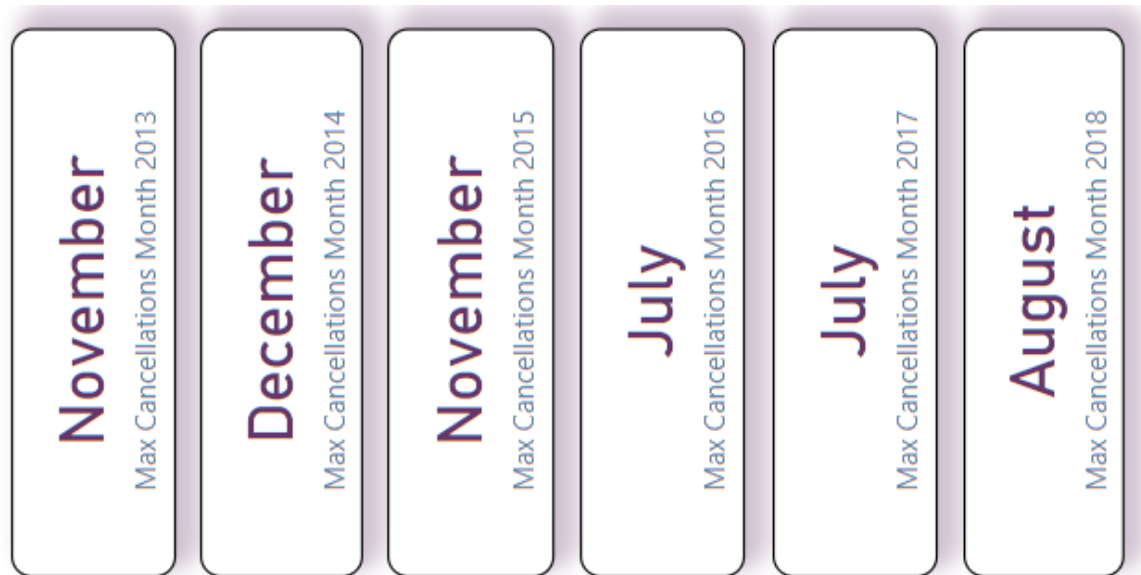 November
Max Cancellations Month 2013
December
Max Cancellations Month 2014
November
Max Cancellations Month 2015
July
Max Cancellations Month 2016
July
Max Cancellations Month 2017
August
Max Cancellations Month 2018